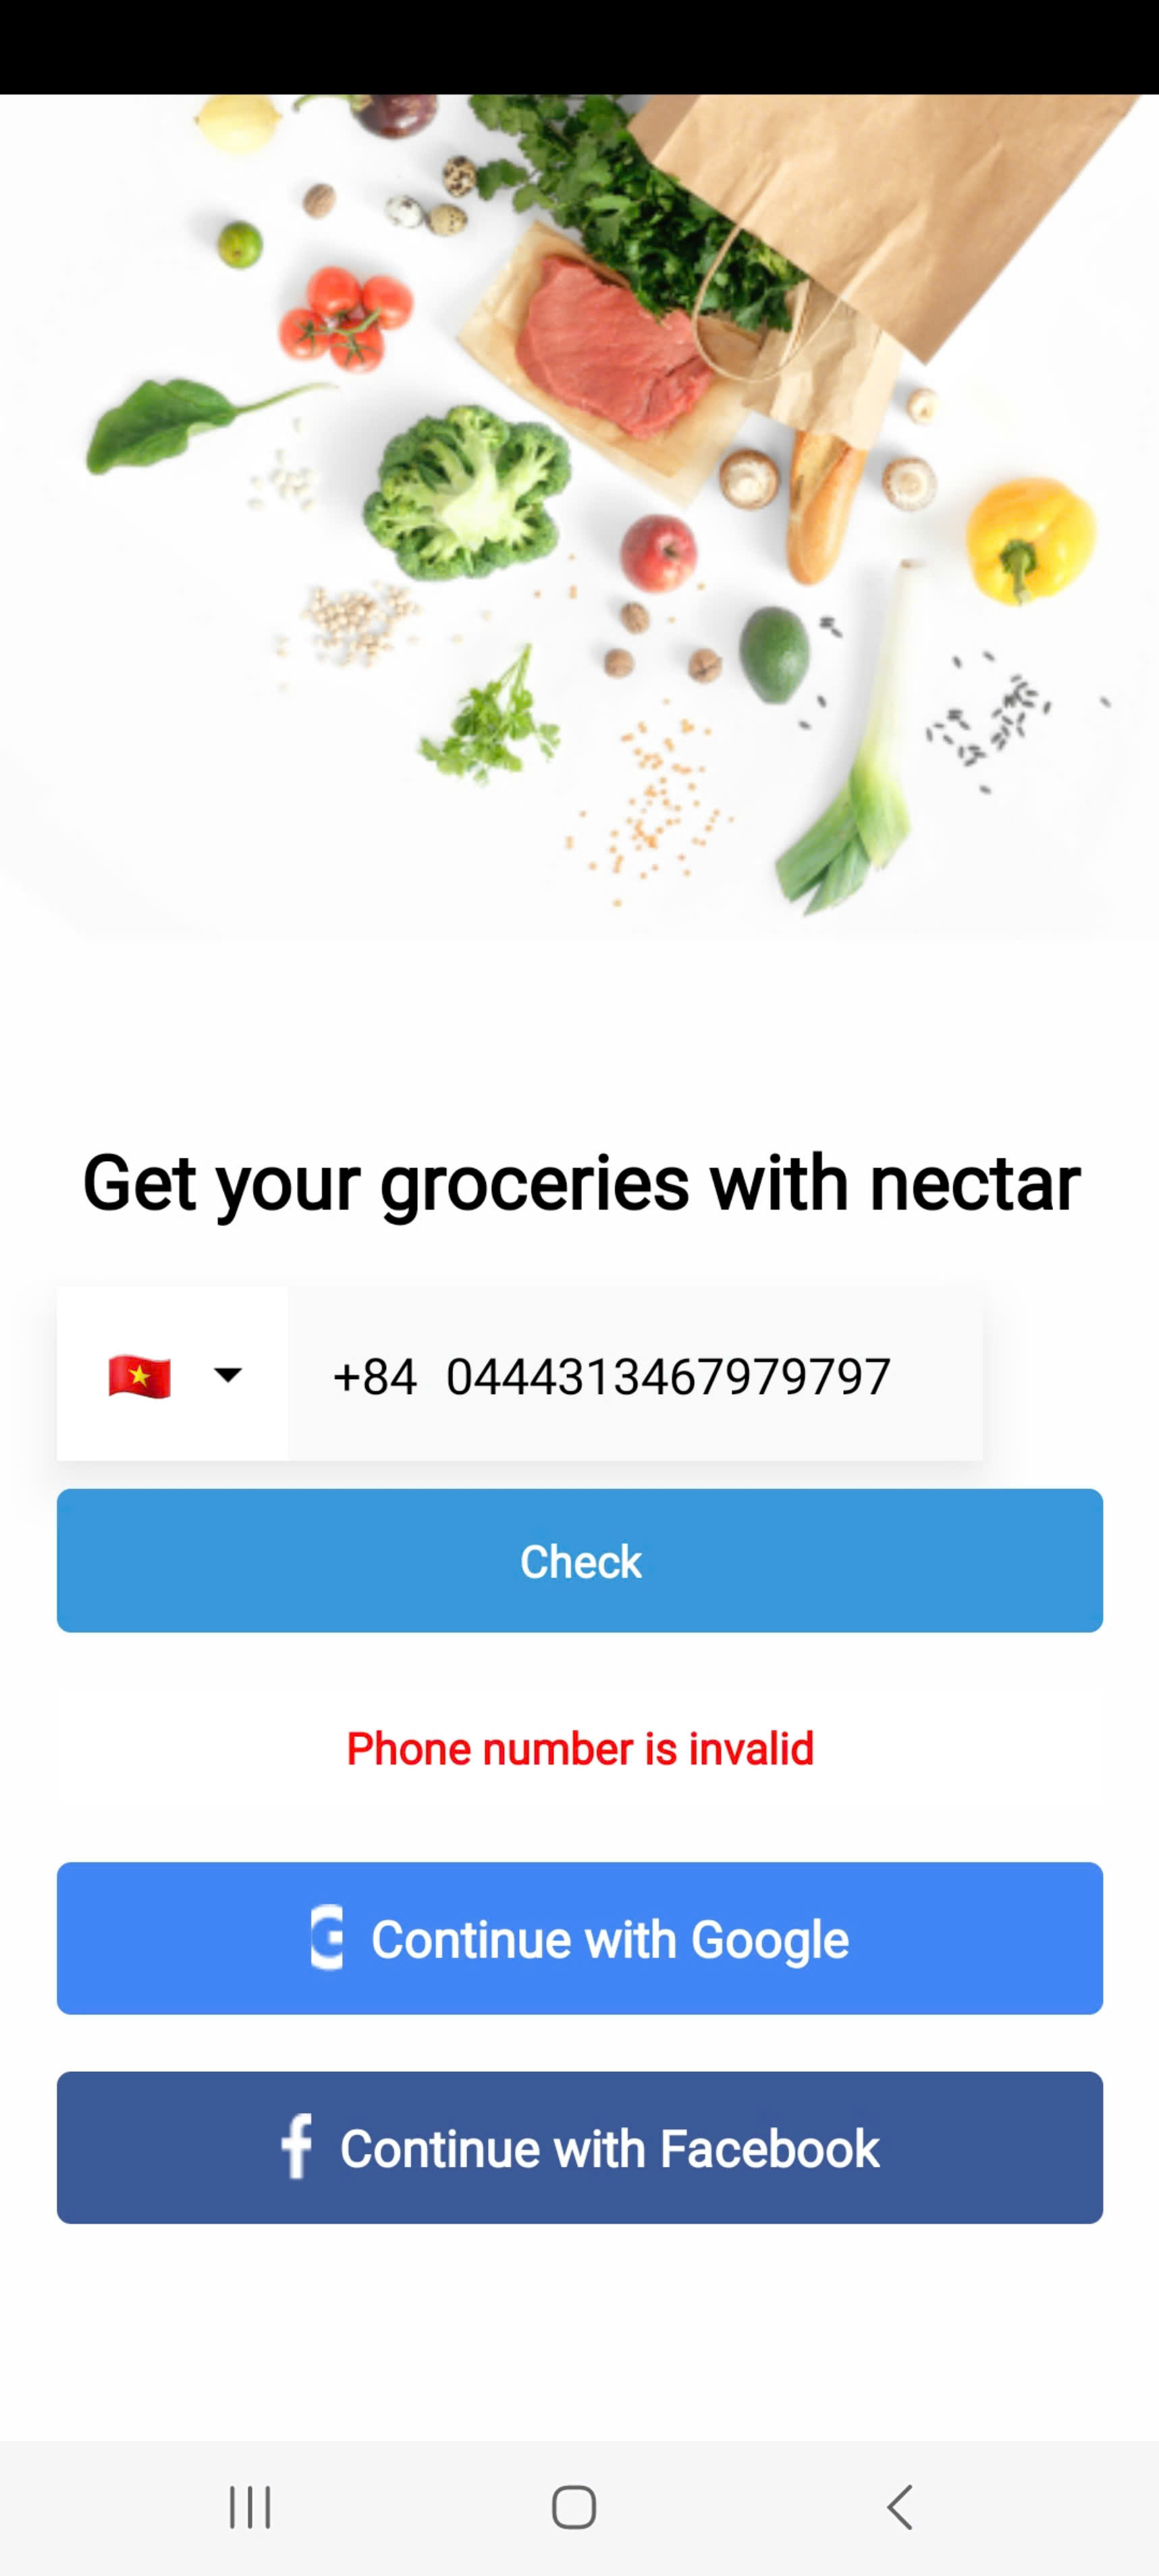 Get your groceries with nectar
+84 0444313467979797
Check
Phone number is invalid
G Continue with Google
f Continue with Facebook